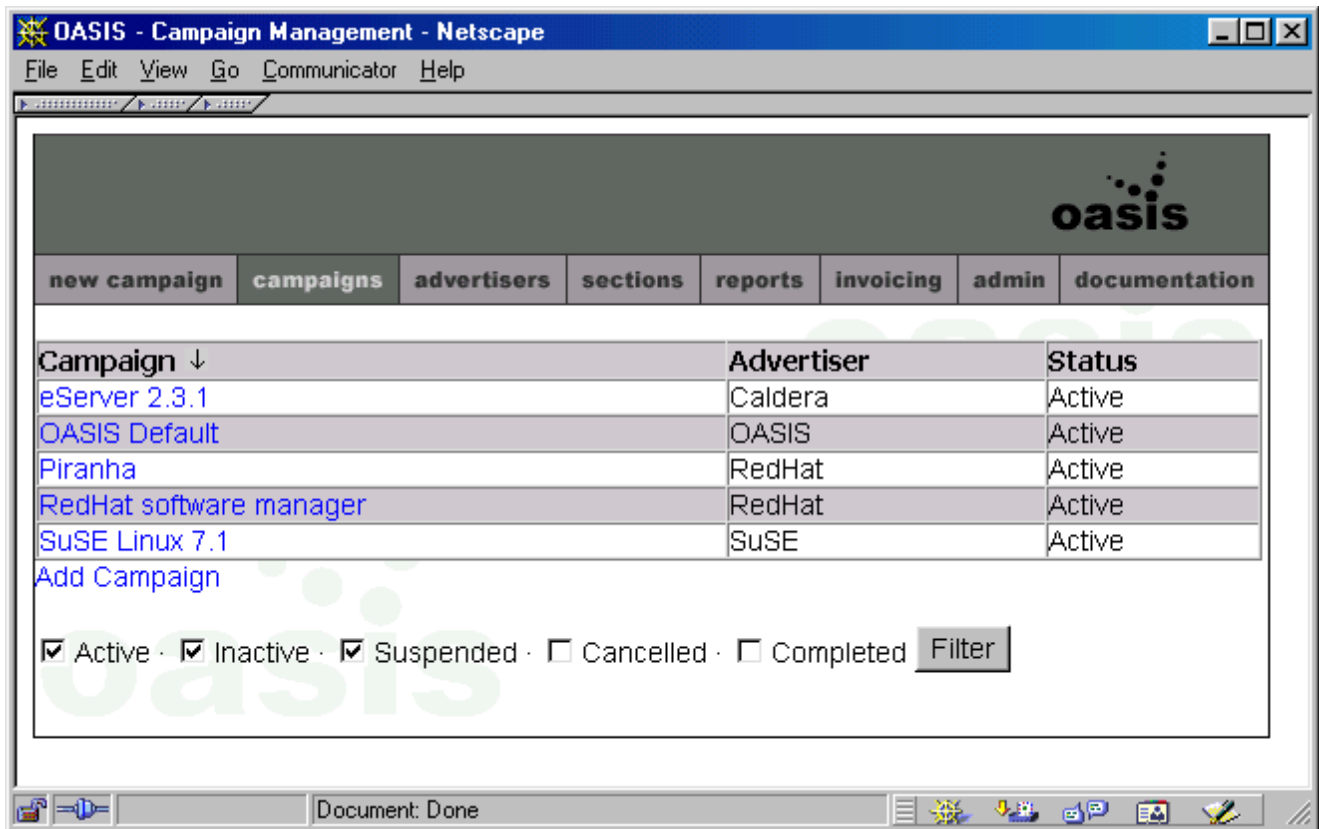 OASIS - Campaign Management - Netscape
File Edit View Go Communicator Help
oasis
new campaign campaigns advertisers sections reports invoicing admin documentation
Campaign ↓ Advertiser Status
eServer 2.3.1 Caldera Active
OASIS Default OASIS Active
Piranha RedHat Active
RedHat software manager RedHat Active
SuSE Linux 7.1 SuSE Active
Add Campaign
Active · Inactive · Suspended · Cancelled · Completed Filter
oasis
Document: Done